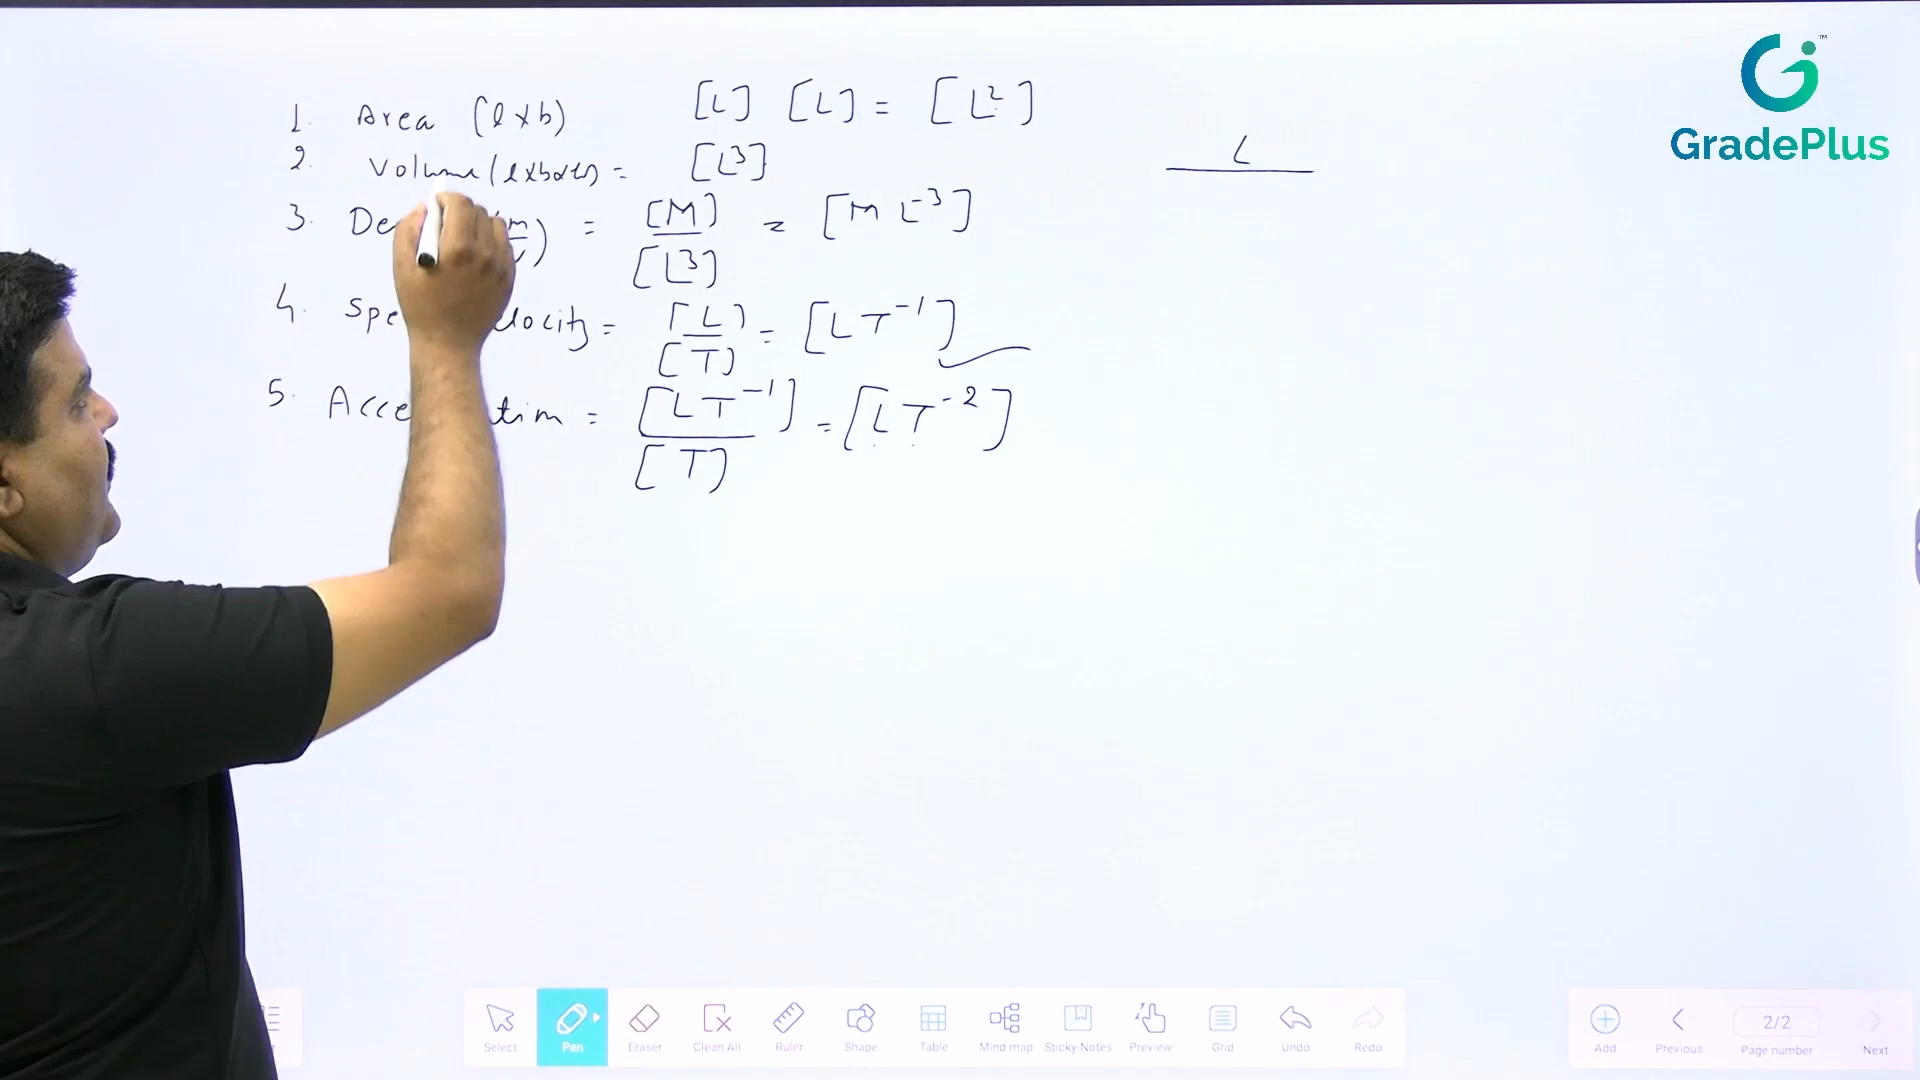 GradePlus™
1. Area (l×b) [L] [L] = [L²]
L
2. Volume (l×b×h) = [L³]
3. De = [M] / [L³] = [M L⁻³]
4. Spe locity = [L] / [T] = [L T⁻¹]
5. Acce tion = [L T⁻¹] / [T] = [L T⁻²]
Select Pen Eraser Clean All Ruler Shape Table Mind map Sticky Notes Preview Grid Undo Redo
Add Previous 2/2 Page number Next